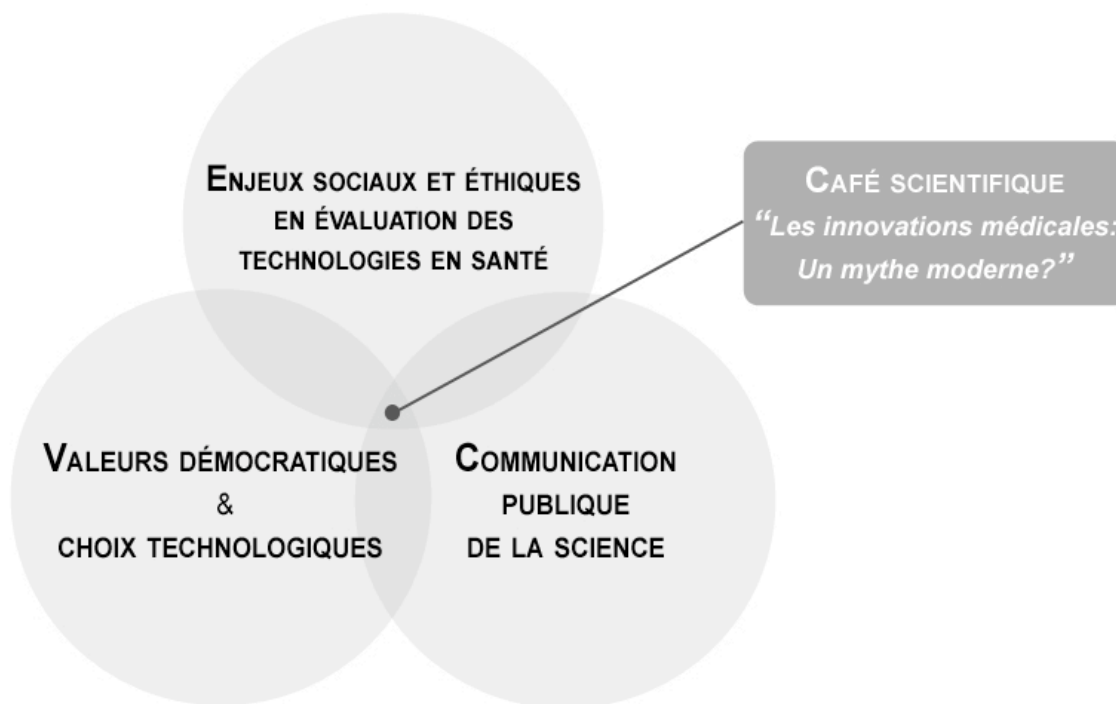 ENJEUX SOCIAUX ET ÉTHIQUES
EN ÉVALUATION DES
TECHNOLOGIES EN SANTÉ
CAFÉ SCIENTIFIQUE
“Les innovations médicales:
Un mythe moderne?”
VALEURS DÉMOCRATIQUES
&
CHOIX TECHNOLOGIQUES
COMMUNICATION
PUBLIQUE
DE LA SCIENCE